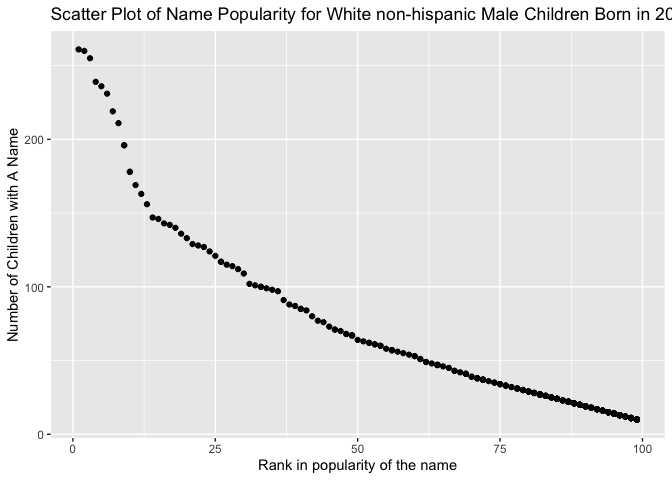 Scatter Plot of Name Popularity for White non-hispanic Male Children Born in 20
Number of Children with A Name
200
100
0
0 25 50 75 100
Rank in popularity of the name